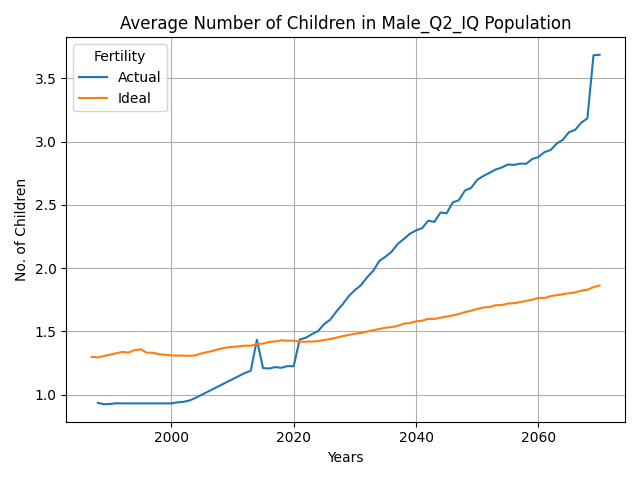 Average Number of Children in Male_Q2_IQ Population
Fertility
Actual
Ideal
No. of Children
3.5
3.0
2.5
2.0
1.5
1.0
2000
2020
2040
2060
Years